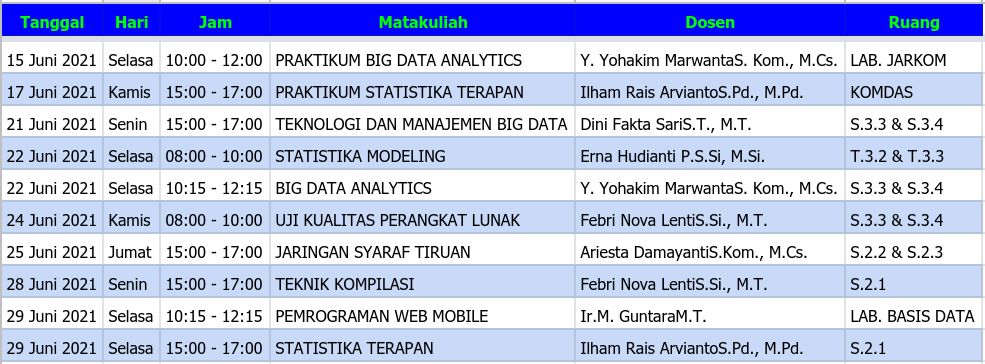 Tanggal Hari Jam Matakuliah Dosen Ruang
15 Juni 2021 Selasa 10:00 - 12:00 PRAKTIKUM BIG DATA ANALYTICS Y. Yohakim MarwantaS. Kom., M.Cs. LAB. JARKOM
17 Juni 2021 Kamis 15:00 - 17:00 PRAKTIKUM STATISTIKA TERAPAN Ilham Rais ArviantoS.Pd., M.Pd. KOMDAS
21 Juni 2021 Senin 15:00 - 17:00 TEKNOLOGI DAN MANAJEMEN BIG DATA Dini Fakta SariS.T., M.T. S.3.3 & S.3.4
22 Juni 2021 Selasa 08:00 - 10:00 STATISTIKA MODELING Erna Hudianti P.S.Si, M.Si. T.3.2 & T.3.3
22 Juni 2021 Selasa 10:15 - 12:15 BIG DATA ANALYTICS Y. Yohakim MarwantaS. Kom., M.Cs. S.3.3 & S.3.4
24 Juni 2021 Kamis 08:00 - 10:00 UJI KUALITAS PERANGKAT LUNAK Febri Nova LentiS.Si., M.T. S.3.3 & S.3.4
25 Juni 2021 Jumat 15:00 - 17:00 JARINGAN SYARAF TIRUAN Ariesta DamayantiS.Kom., M.Cs. S.2.2 & S.2.3
28 Juni 2021 Senin 15:00 - 17:00 TEKNIK KOMPILASI Febri Nova LentiS.Si., M.T. S.2.1
29 Juni 2021 Selasa 10:15 - 12:15 PEMROGRAMAN WEB MOBILE Ir.M. GuntaraM.T. LAB. BASIS DATA
29 Juni 2021 Selasa 15:00 - 17:00 STATISTIKA TERAPAN Ilham Rais ArviantoS.Pd., M.Pd. S.2.1